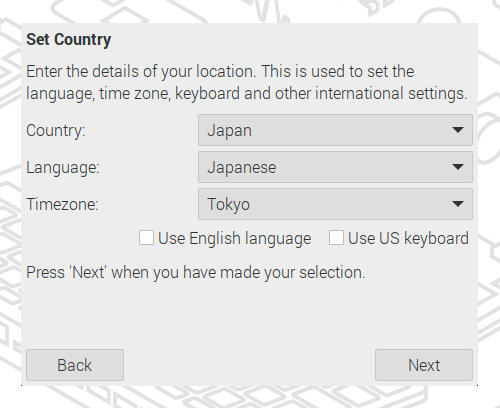 Set Country
Enter the details of your location. This is used to set the
language, time zone, keyboard and other international settings.
Country: Japan
Language: Japanese
Timezone: Tokyo
Use English language Use US keyboard
Press 'Next' when you have made your selection.
Back Next